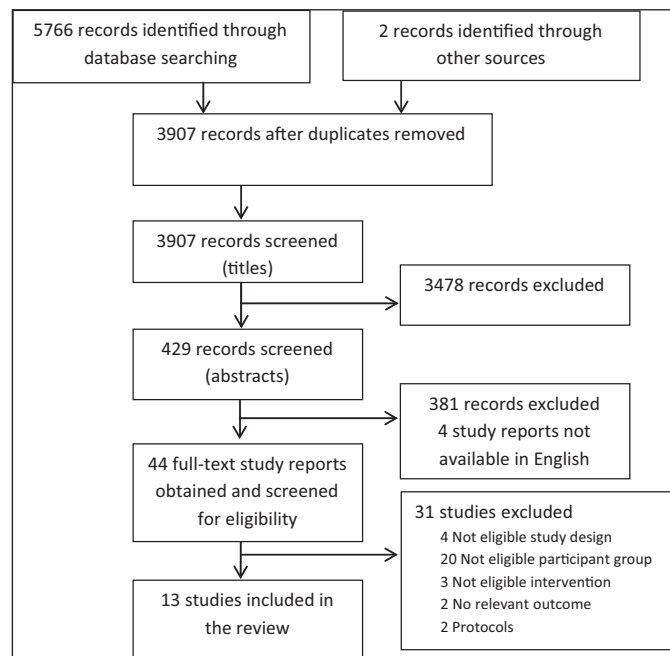 5766 records identified through
database searching
2 records identified through
other sources
3907 records after duplicates removed
3907 records screened
(titles)
3478 records excluded
429 records screened
(abstracts)
381 records excluded
4 study reports not
available in English
44 full-text study reports
obtained and screened
for eligibility
31 studies excluded
4 Not eligible study design
20 Not eligible participant group
3 Not eligible intervention
2 No relevant outcome
2 Protocols
13 studies included in
the review